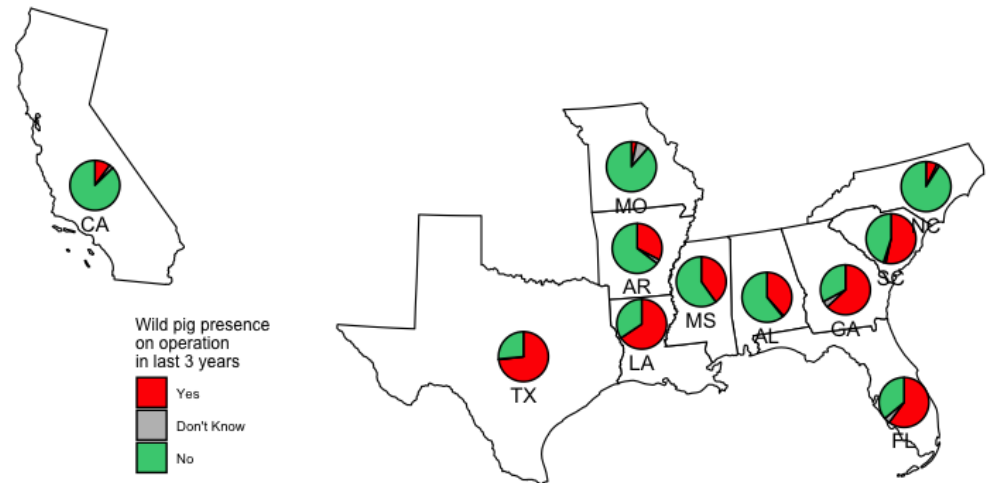 CA
MO
NC
SC
AR
MS
AL
GA
LA
TX
FL
Wild pig presence
on operation
in last 3 years
Yes
Don't Know
No